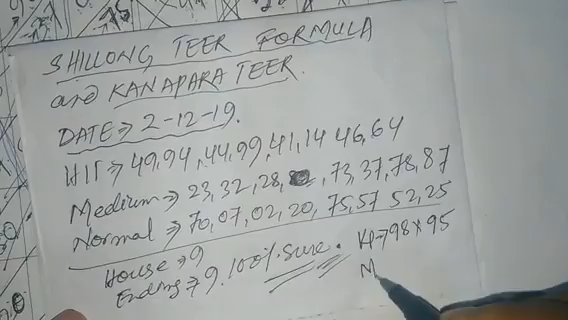 SHILLONG TEER FORMULA
and KANAPARA TEER.
DATE → 2-12-19.
HIT → 49,94,44,99,41,14 46,64
Medium → 23,32,28, , 73,37,78,87
Normal → 70,07,02,20,75,57 52,25
House → 9
Ending → 9. 100% sure.
KP → 98×95
M